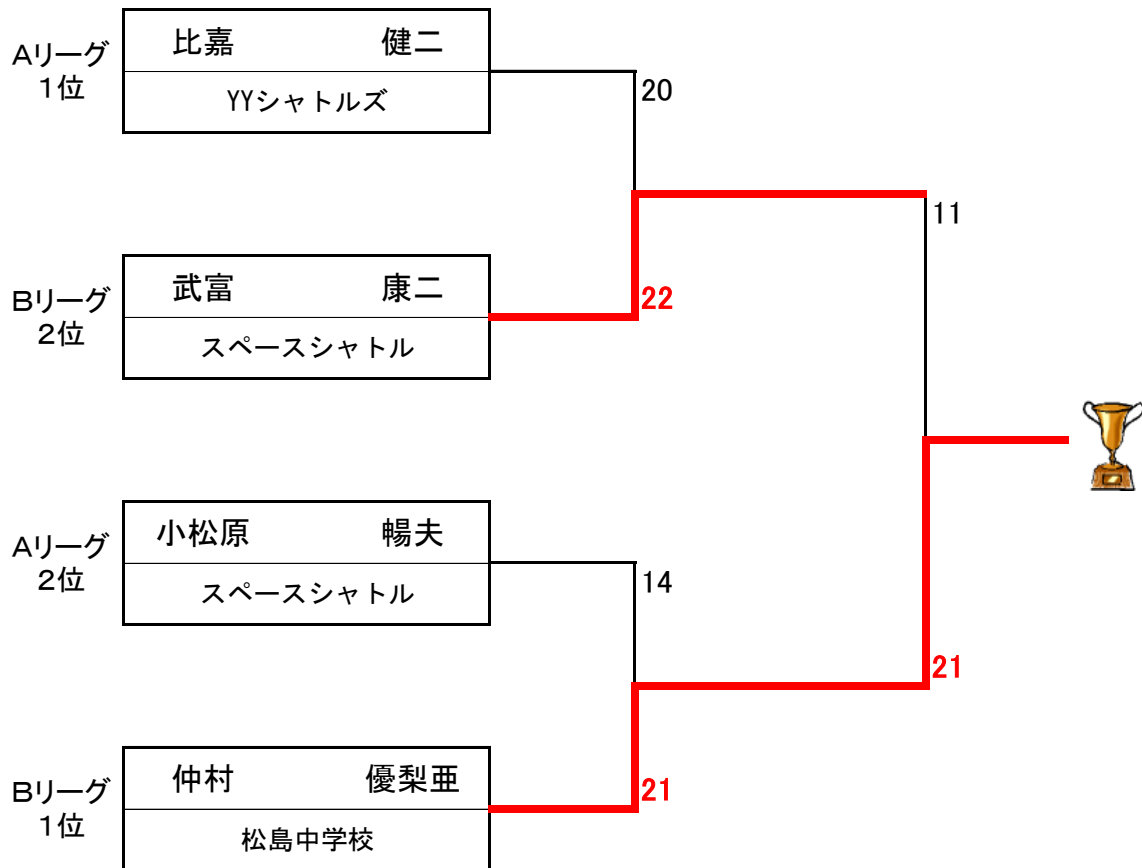 Aリーグ
1位
比嘉 健二
YYシャトルズ
20
11
Bリーグ
2位
武富 康二
スペースシャトル
22
Aリーグ
2位
小松原 暢夫
スペースシャトル
14
21
Bリーグ
1位
仲村 優梨亜
松島中学校
21